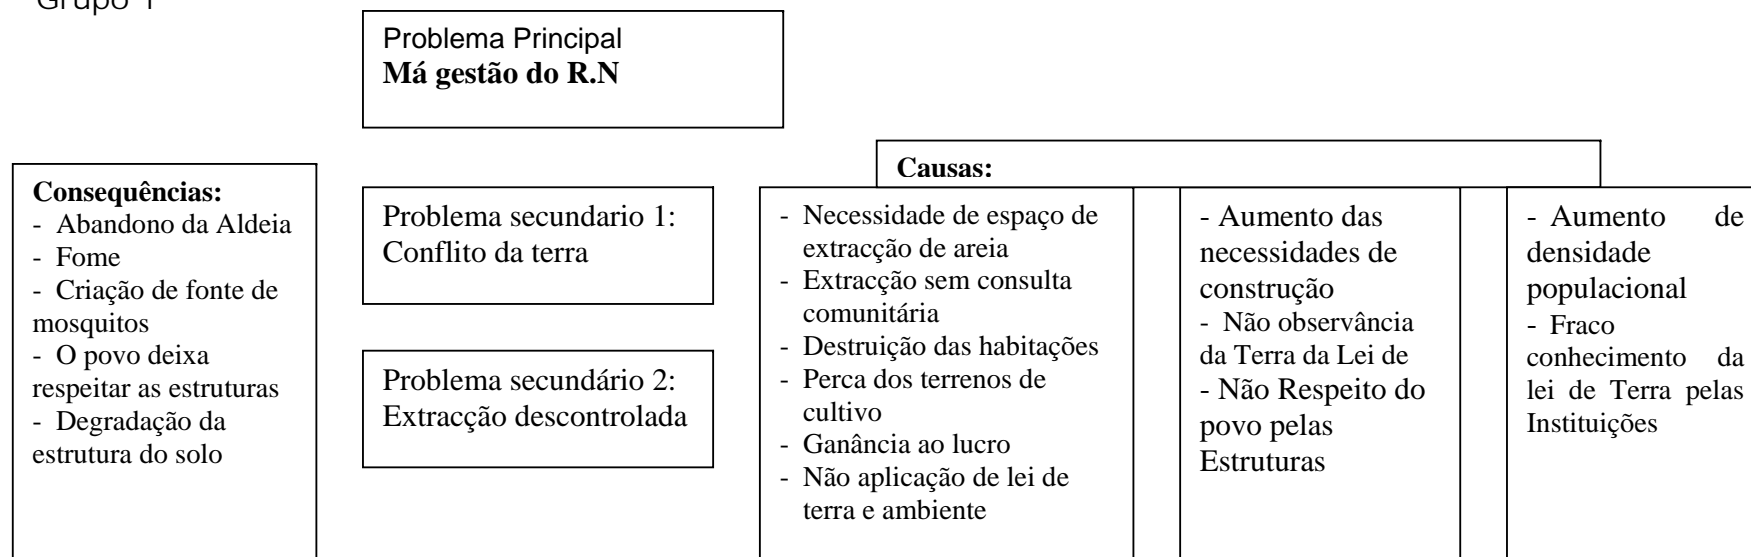 Grupo 1
Problema Principal
Má gestão do R.N
Consequências:
- Abandono da Aldeia
- Fome
- Criação de fonte de
mosquitos
- O povo deixa
respeitar as estruturas
- Degradação da
estrutura do solo
Problema secundario 1:
Conflito da terra
Problema secundário 2:
Extracção descontrolada
Causas:
- Necessidade de espaço de
extracção de areia
- Extracção sem consulta
comunitária
- Destruição das habitações
- Perca dos terrenos de
cultivo
- Ganância ao lucro
- Não aplicação de lei de
terra e ambiente
- Aumento das
necessidades de
construção
- Não observância
da Terra da Lei de
- Não Respeito do
povo pelas
Estruturas
- Aumento de
densidade
populacional
- Fraco
conhecimento da
lei de Terra pelas
Instituições